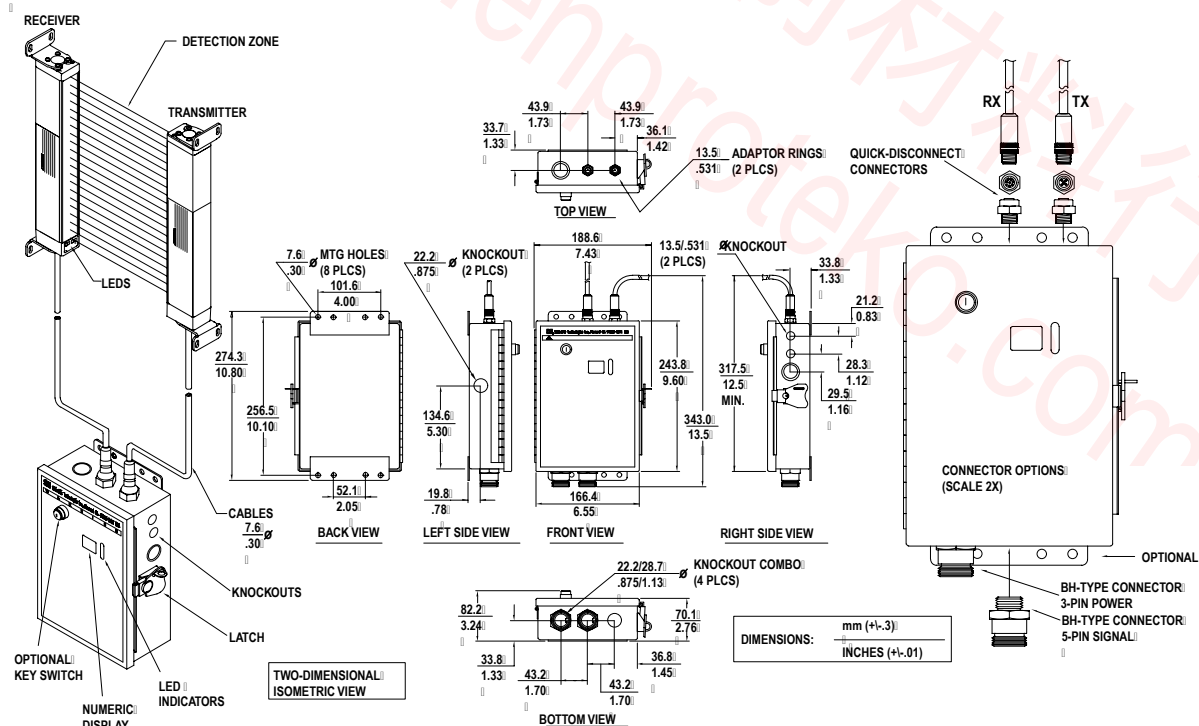 RECEIVER
DETECTION ZONE
TRANSMITTER
LEDS
CABLES
7.6 Ø
.30
KNOCKOUTS
LATCH
OPTIONAL
KEY SWITCH
NUMERIC
DISPLAY
LED
INDICATORS
TWO-DIMENSIONAL
ISOMETRIC VIEW
43.9
1.73
43.9
1.73
33.7
1.33
36.1
1.42
13.5
.531
ADAPTOR RINGS
(2 PLCS)
TOP VIEW
7.6 Ø MTG HOLES
.30 (8 PLCS)
101.6
4.00
274.3
10.80
256.5
10.10
52.1
2.05
BACK VIEW
22.2 Ø KNOCKOUT
.875 (2 PLCS)
134.6
5.30
19.8
.78
LEFT SIDE VIEW
188.6
7.43
243.8
9.60
343.0
13.5
166.4
6.55
FRONT VIEW
13.5/.531 Ø KNOCKOUT
(2 PLCS)
33.8
1.33
21.2
0.83
28.3
1.12
29.5
1.16
317.5
12.5
MIN.
RIGHT SIDE VIEW
22.2/28.7 Ø KNOCKOUT COMBO
.875/1.13 (4 PLCS)
82.2
3.24
70.1
2.76
33.8
1.33
43.2
1.70
43.2
1.70
36.8
1.45
BOTTOM VIEW
DIMENSIONS: mm (+\-.3)
INCHES (+\-.01)
RX
TX
QUICK-DISCONNECT
CONNECTORS
CONNECTOR OPTIONS
(SCALE 2X)
OPTIONAL
BH-TYPE CONNECTOR
3-PIN POWER
BH-TYPE CONNECTOR
5-PIN SIGNAL